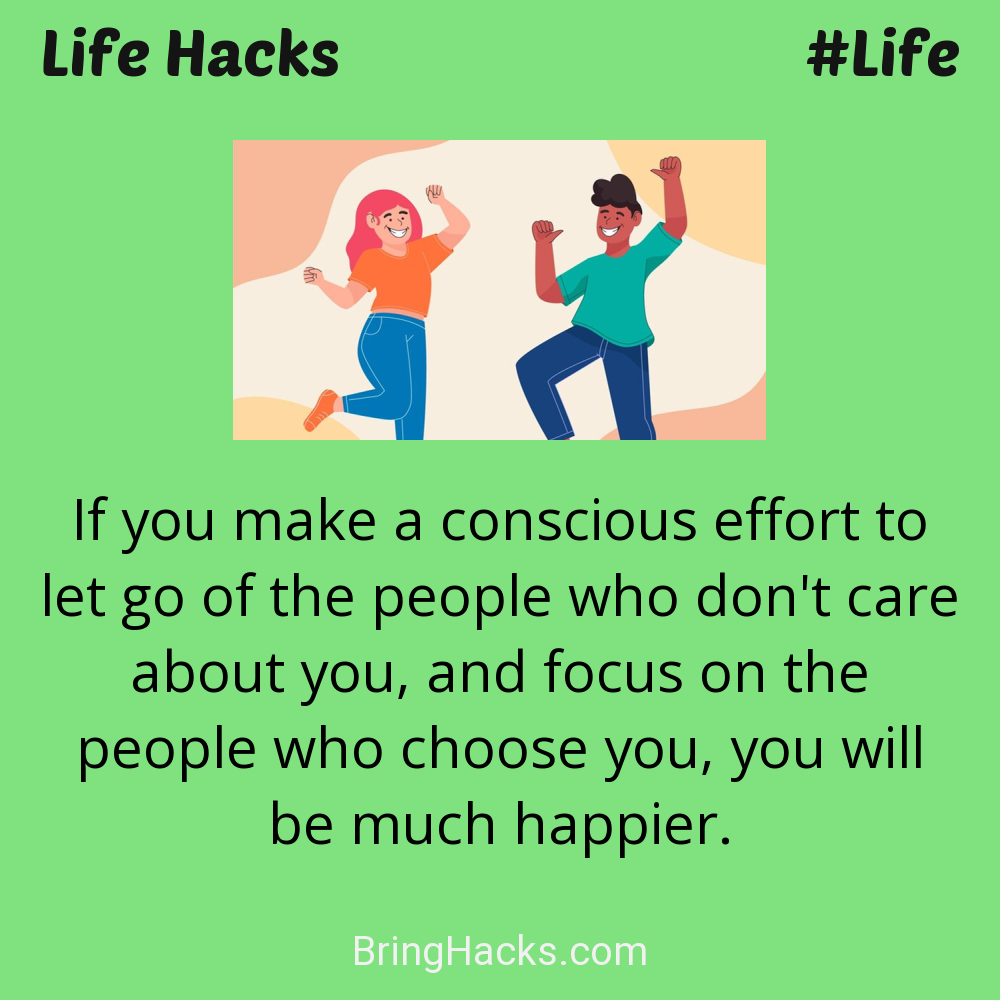 Life Hacks
#Life
If you make a conscious effort to
let go of the people who don't care
about you, and focus on the
people who choose you, you will
be much happier.
BringHacks.com